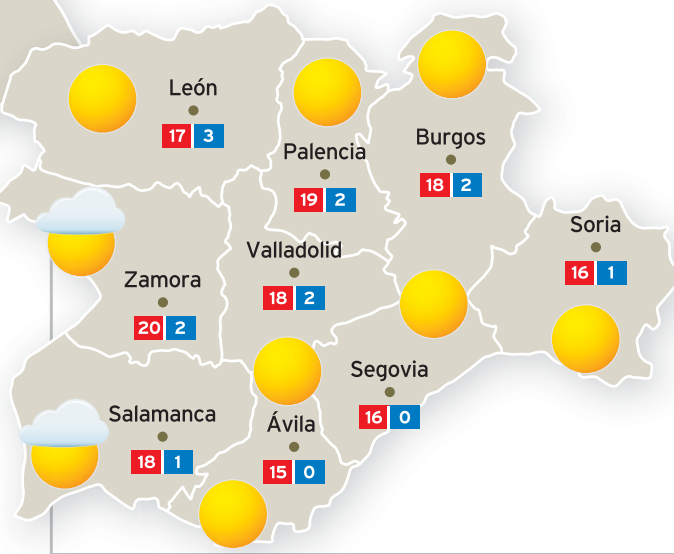 León
17 3
Palencia
19 2
Burgos
18 2
Soria
16 1
Valladolid
18 2
Zamora
20 2
Segovia
16 0
Salamanca
18 1
Ávila
15 0